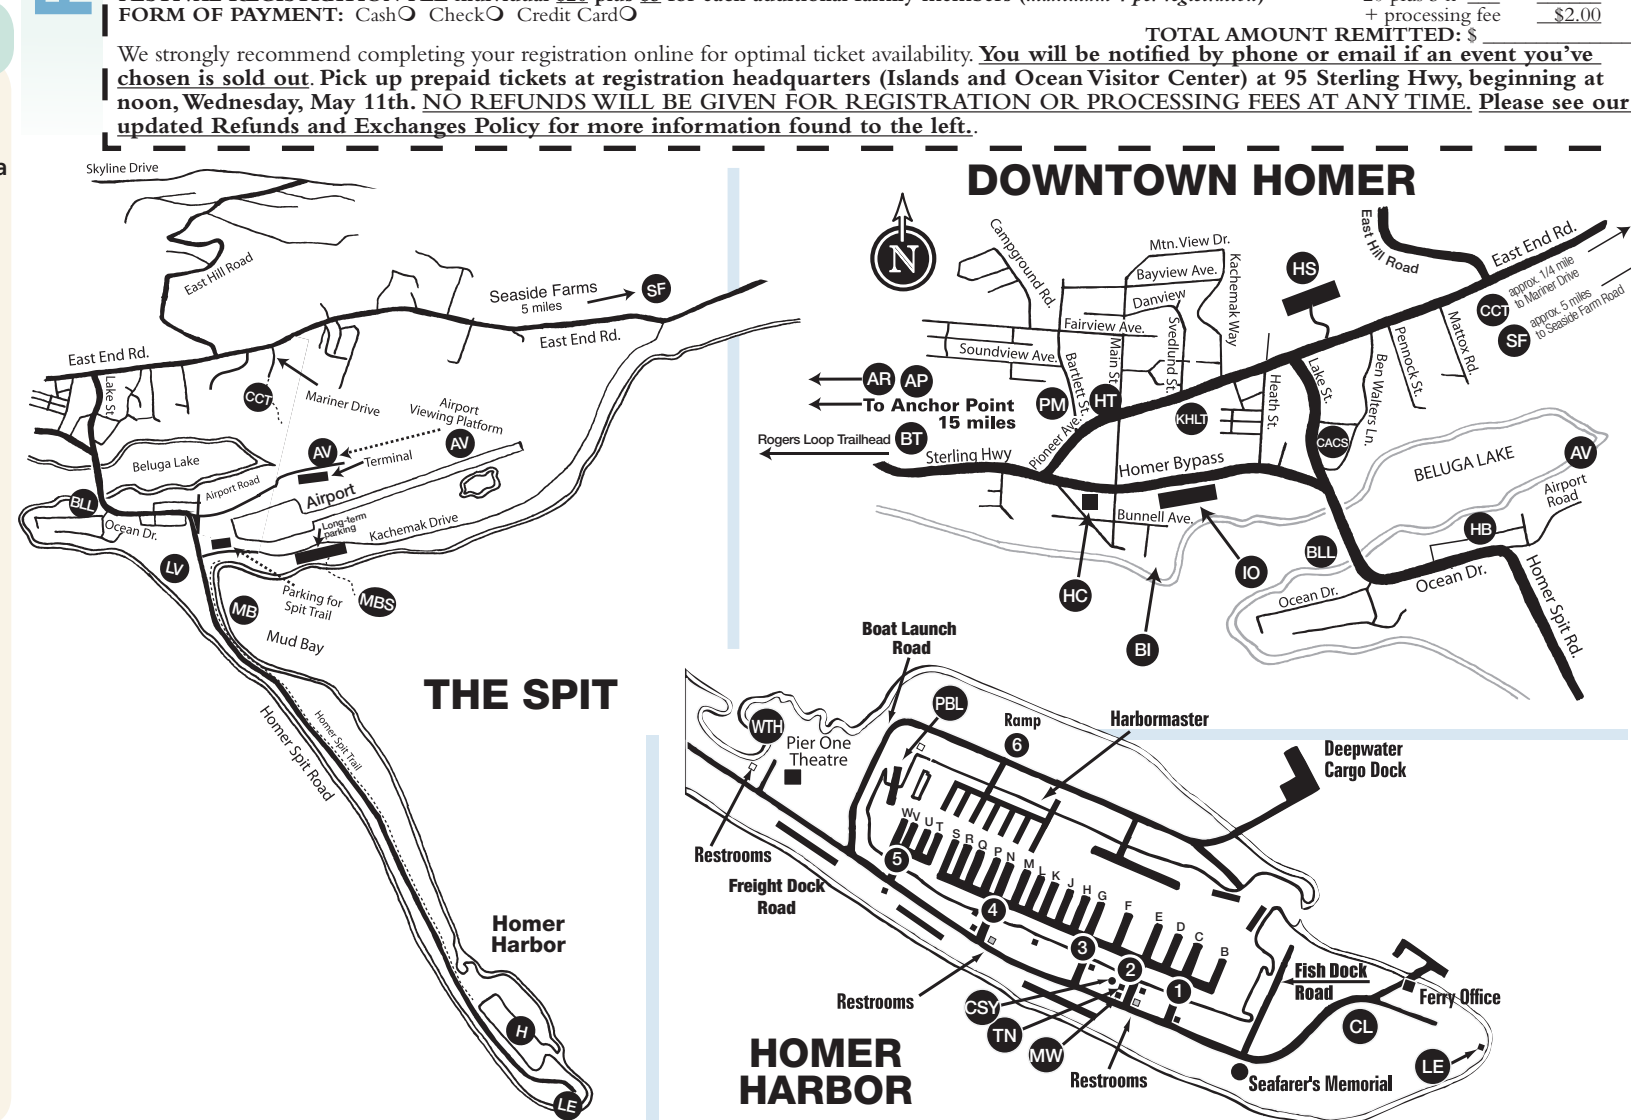 FORM OF PAYMENT: Cash Check Credit Card
+ processing fee $2.00
TOTAL AMOUNT REMITTED: $
We strongly recommend completing your registration online for optimal ticket availability. You will be notified by phone or email if an event you've
chosen is sold out. Pick up prepaid tickets at registration headquarters (Islands and Ocean Visitor Center) at 95 Sterling Hwy, beginning at
noon, Wednesday, May 11th. NO REFUNDS WILL BE GIVEN FOR REGISTRATION OR PROCESSING FEES AT ANY TIME. Please see our
updated Refunds and Exchanges Policy for more information found to the left..
Skyline Drive
East Hill Road
Seaside Farms
5 miles
SF
East End Rd.
East End Rd.
Lake St.
CCT
Mariner Drive
Airport
Viewing Platform
AV
AV
Terminal
Beluga Lake
Airport Road
Airport
Long-term
parking
Kachemak Drive
BLL
Ocean Dr.
LV
Parking for
Spit Trail
MBS
MB
Mud Bay
THE SPIT
Homer Spit Road
Homer Spit Trail
Homer
Harbor
H
LE
DOWNTOWN HOMER
N
Campground Rd.
Mtn. View Dr.
Bayview Ave.
Danview
Kachemak Way
HS
East Hill Road
East End Rd.
CCT
approx. 1/4 mile
to Mariner Drive
SF
approx. 5 miles
to Seaside Farm Road
Fairview Ave.
Soundview Ave.
Bartlett St.
Main St.
Svedlund St.
Heath St.
Lake St.
Ben Walters Ln.
Pennock St.
Mattox Rd.
AR
AP
To Anchor Point
15 miles
PM
HT
KHLT
CACS
Rogers Loop Trailhead
BT
Sterling Hwy
Pioneer Ave.
Homer Bypass
BELUGA LAKE
AV
Airport
Road
Bunnell Ave.
HB
BLL
IO
HC
BI
Ocean Dr.
Ocean Dr.
Homer Spit Rd.
Boat Launch
Road
PBL
WTH
Pier One
Theatre
Ramp
6
Harbormaster
Deepwater
Cargo Dock
W
V
U
T
S
R
Q
P
N
M
L
K
J
H
G
F
E
D
C
B
Restrooms
5
Freight Dock
Road
4
3
2
1
Restrooms
CSY
TN
MW
Restrooms
Fish Dock
Road
Ferry Office
CL
LE
Seafarer's Memorial
HOMER
HARBOR